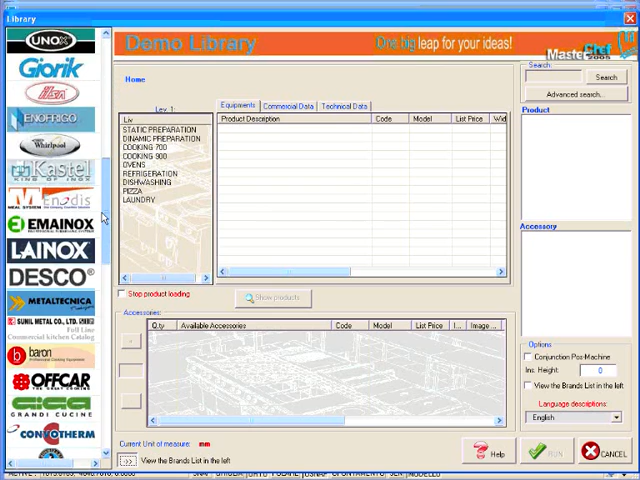 Library
UNOX
Giorik
ilsa
ENOFRIGO
Whirlpool
Kastel
KING OF INOX
Enodis
EMAINOX
LAINOX
DESCO
METALTECNICA
SUNIL METAL CO., LTD.
Full Line
Commercial Kitchen Catalog
baron
OFFCAR
GICO
GRANDI CUCINE
CONVOTHERM
Demo Library
One big leap for your ideas!
Master Chef
2005
Home
Lev. 1:
Liv
STATIC PREPARATION
DINAMIC PREPARATION
COOKING 700
COOKING 900
OVENS
REFRIGERATION
DISHWASHING
PIZZA
LAUNDRY
Equipments
Commercial Data
Technical Data
Product Description
Code
Model
List Price
Wid
Search:
Search
Advanced search...
Product
Accessory
Stop product loading
Show products
Accessories:
Q.ty
Available Accessories
Code
Model
List Price
I...
Image ...
Options
Conjunction Pos-Machine
Ins. Height:
0
View the Brands List in the left
Language descriptions:
English
Current Unit of measure:
mm
>>
View the Brands List in the left
Help
RUN
CANCEL